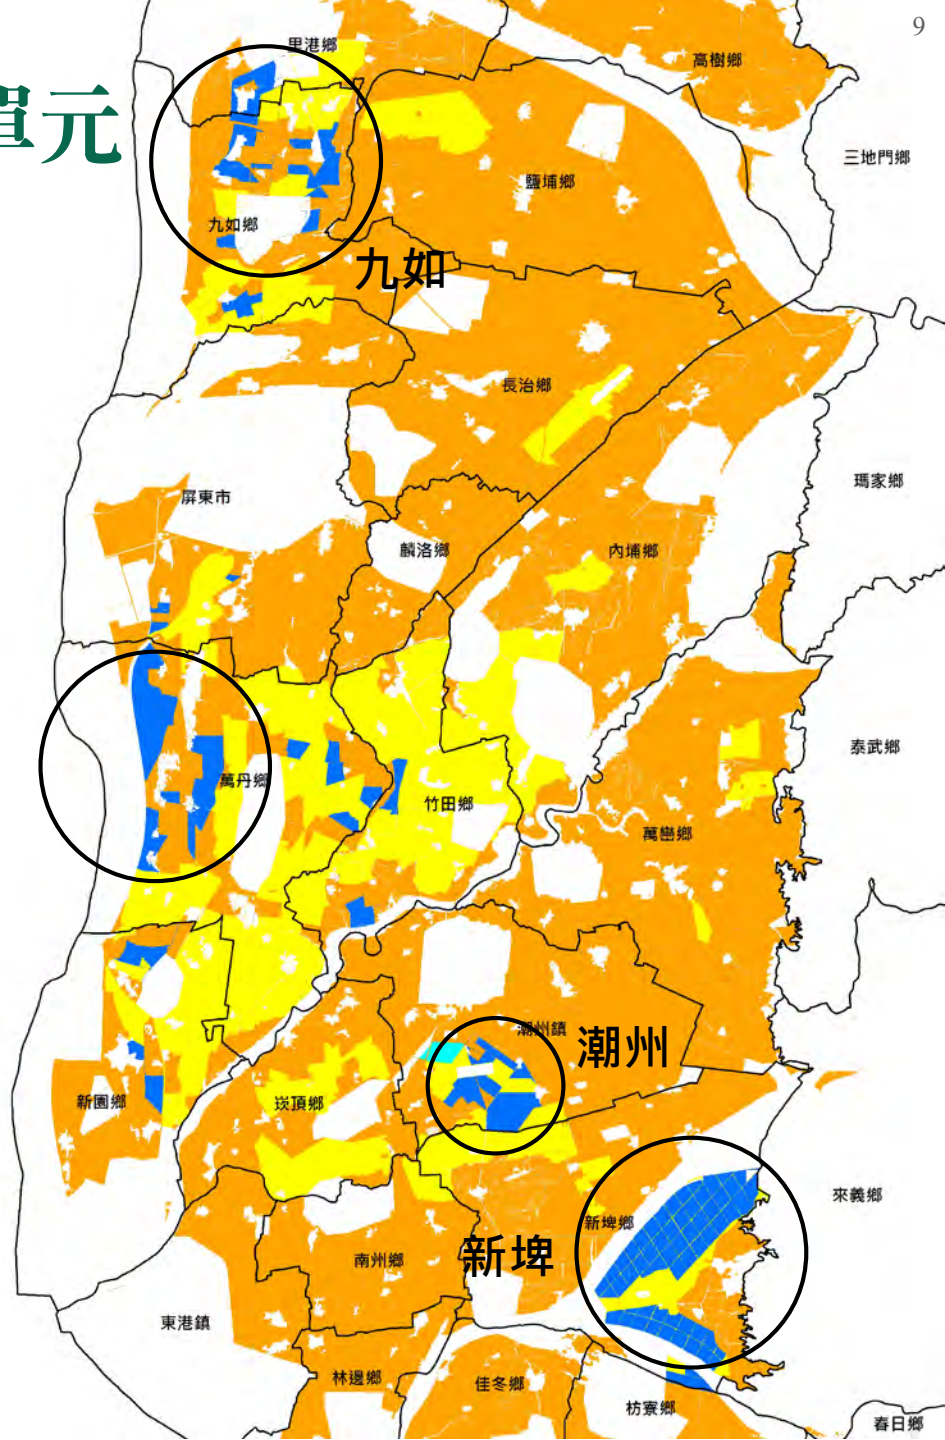 9
里港鄉
高樹鄉
單元
三地門鄉
鹽埔鄉
九如鄉
九如
長治鄉
瑪家鄉
屏東市
麟洛鄉
內埔鄉
泰武鄉
萬丹鄉
竹田鄉
萬巒鄉
潮州鎮
潮州
新園鄉
崁頂鄉
來義鄉
新埤鄉
新埤
南州鄉
東港鎮
林邊鄉
佳冬鄉
枋寮鄉
春日鄉